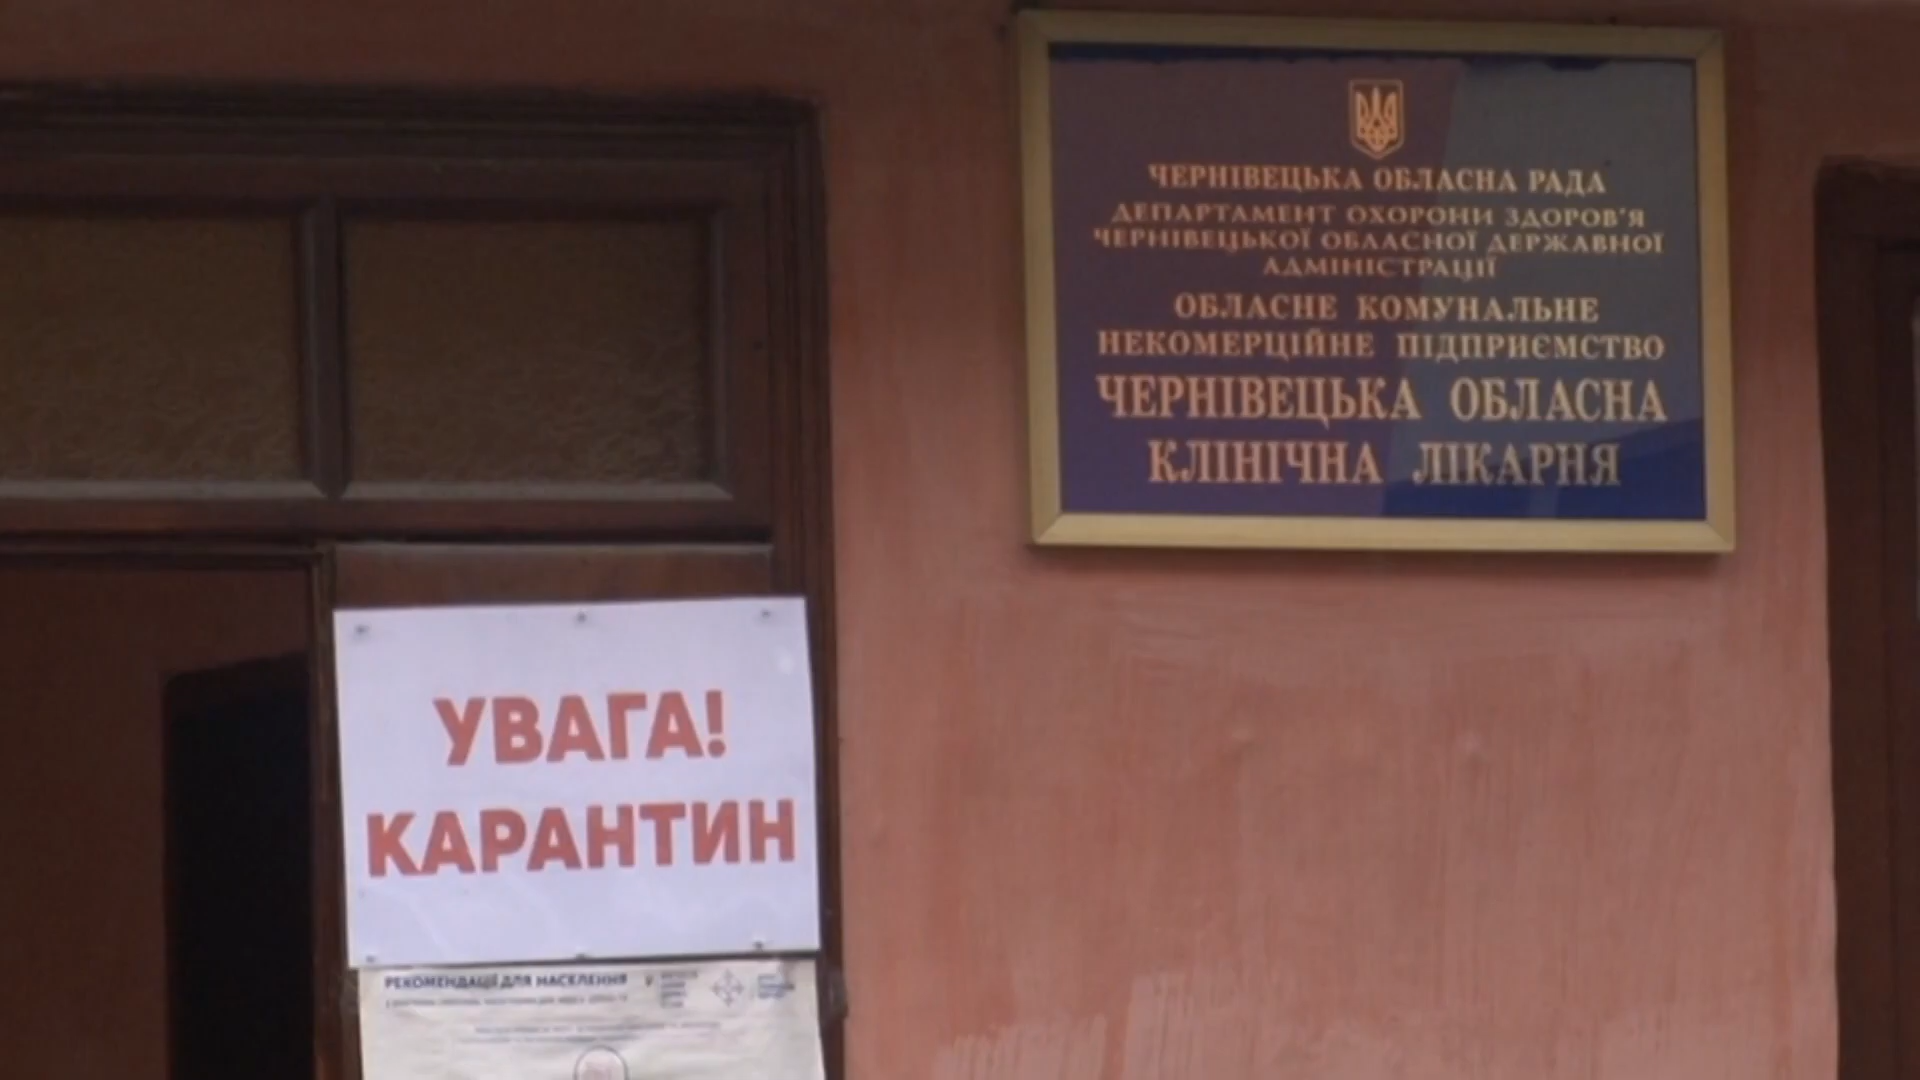 ЧЕРНІВЕЦЬКА ОБЛАСНА РАДА
ДЕПАРТАМЕНТ ОХОРОНИ ЗДОРОВ'Я
ЧЕРНІВЕЦЬКОЇ ОБЛАСНОЇ ДЕРЖАВНОЇ
АДМІНІСТРАЦІЇ
ОБЛАСНЕ КОМУНАЛЬНЕ
НЕКОМЕРЦІЙНЕ ПІДПРИЄМСТВО
ЧЕРНІВЕЦЬКА ОБЛАСНА
КЛІНІЧНА ЛІКАРНЯ
УВАГА!
КАРАНТИН
РЕКОМЕНДАЦІЇ ДЛЯ НАСЕЛЕННЯ